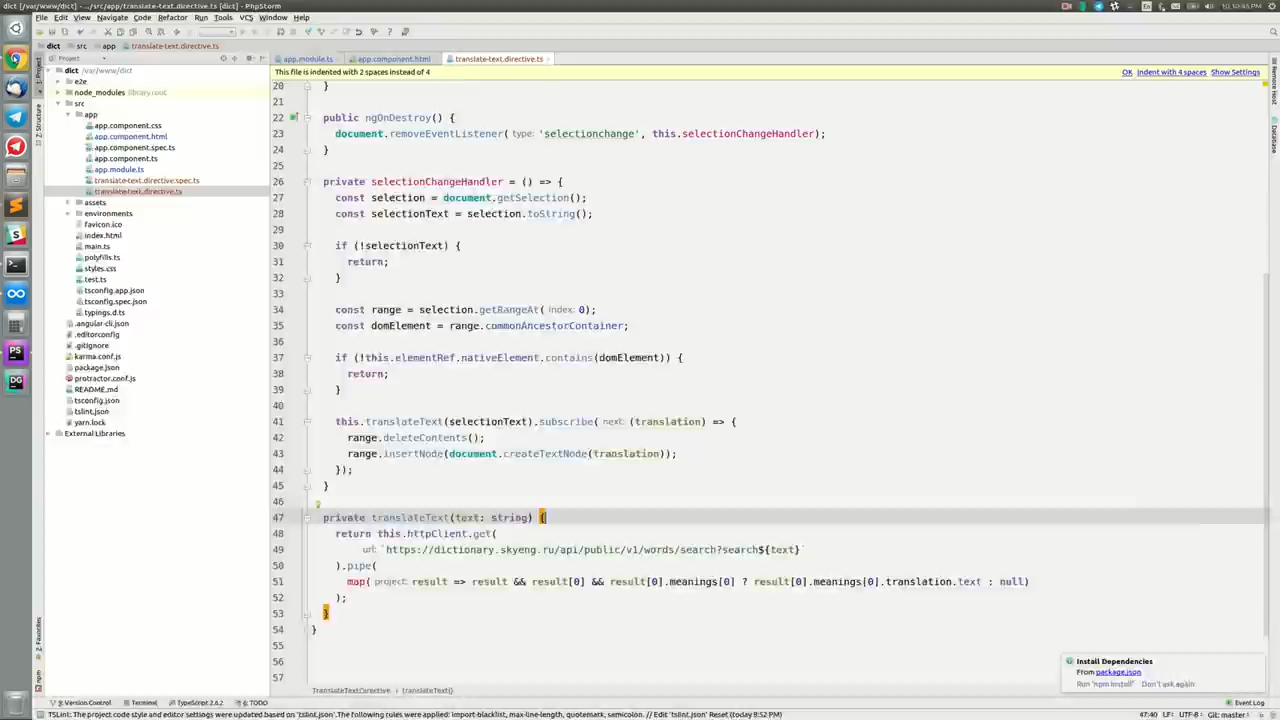 dict [/var/www/dict] - .../src/app/translate-text.directive.ts [dict] - PhpStorm
File Edit View Navigate Code Refactor Run Tools VCS Window Help
dict src app translate-text.directive.ts
Project
app.module.ts app.component.html translate-text.directive.ts
This file is indented with 2 spaces instead of 4 OK Indent with 4 spaces Show Settings
dict /var/www/dict
e2e
node_modules library root
src
app
app.component.css
app.component.html
app.component.spec.ts
app.component.ts
app.module.ts
translate-text.directive.spec.ts
translate-text.directive.ts
assets
environments
favicon.ico
index.html
main.ts
polyfills.ts
styles.css
test.ts
tsconfig.app.json
tsconfig.spec.json
typings.d.ts
.angular-cli.json
.editorconfig
.gitignore
karma.conf.js
package.json
protractor.conf.js
README.md
tsconfig.json
tslint.json
yarn.lock
External Libraries
1: Project
7: Structure
2: Favorites
npm
20 }
21
22 public ngOnDestroy() {
23 document.removeEventListener( type: 'selectionchange', this.selectionChangeHandler);
24 }
25
26 private selectionChangeHandler = () => {
27 const selection = document.getSelection();
28 const selectionText = selection.toString();
29
30 if (!selectionText) {
31 return;
32 }
33
34 const range = selection.getRangeAt( index: 0);
35 const domElement = range.commonAncestorContainer;
36
37 if (!this.elementRef.nativeElement.contains(domElement)) {
38 return;
39 }
40
41 this.translateText(selectionText).subscribe( next: (translation) => {
42 range.deleteContents();
43 range.insertNode(document.createTextNode(translation));
44 });
45 }
46
47 private translateText(text: string) {
48 return this.httpClient.get(
49 url: `https://dictionary.skyeng.ru/api/public/v1/words/search?search${text}`
50 ).pipe(
51 map( project: result => result && result[0] && result[0].meanings[0] ? result[0].meanings[0].translation.text : null)
52 );
53 }
54 }
55
56
57
Remote Host
Database
Install Dependencies
From package.json
Run 'npm install' Don't ask again
TranslateTextDirective translateText()
9: Version Control Terminal TypeScript 2.6.2 6: TODO Event Log
TSLint: The project code style and editor settings were updated based on 'tslint.json'.The following rules were applied: import-blacklist, max-line-length, quotemark, semicolon. // Edit 'tslint.json' Reset (today 8:52 PM) 47:40 LF: UTF-8: Git: master: